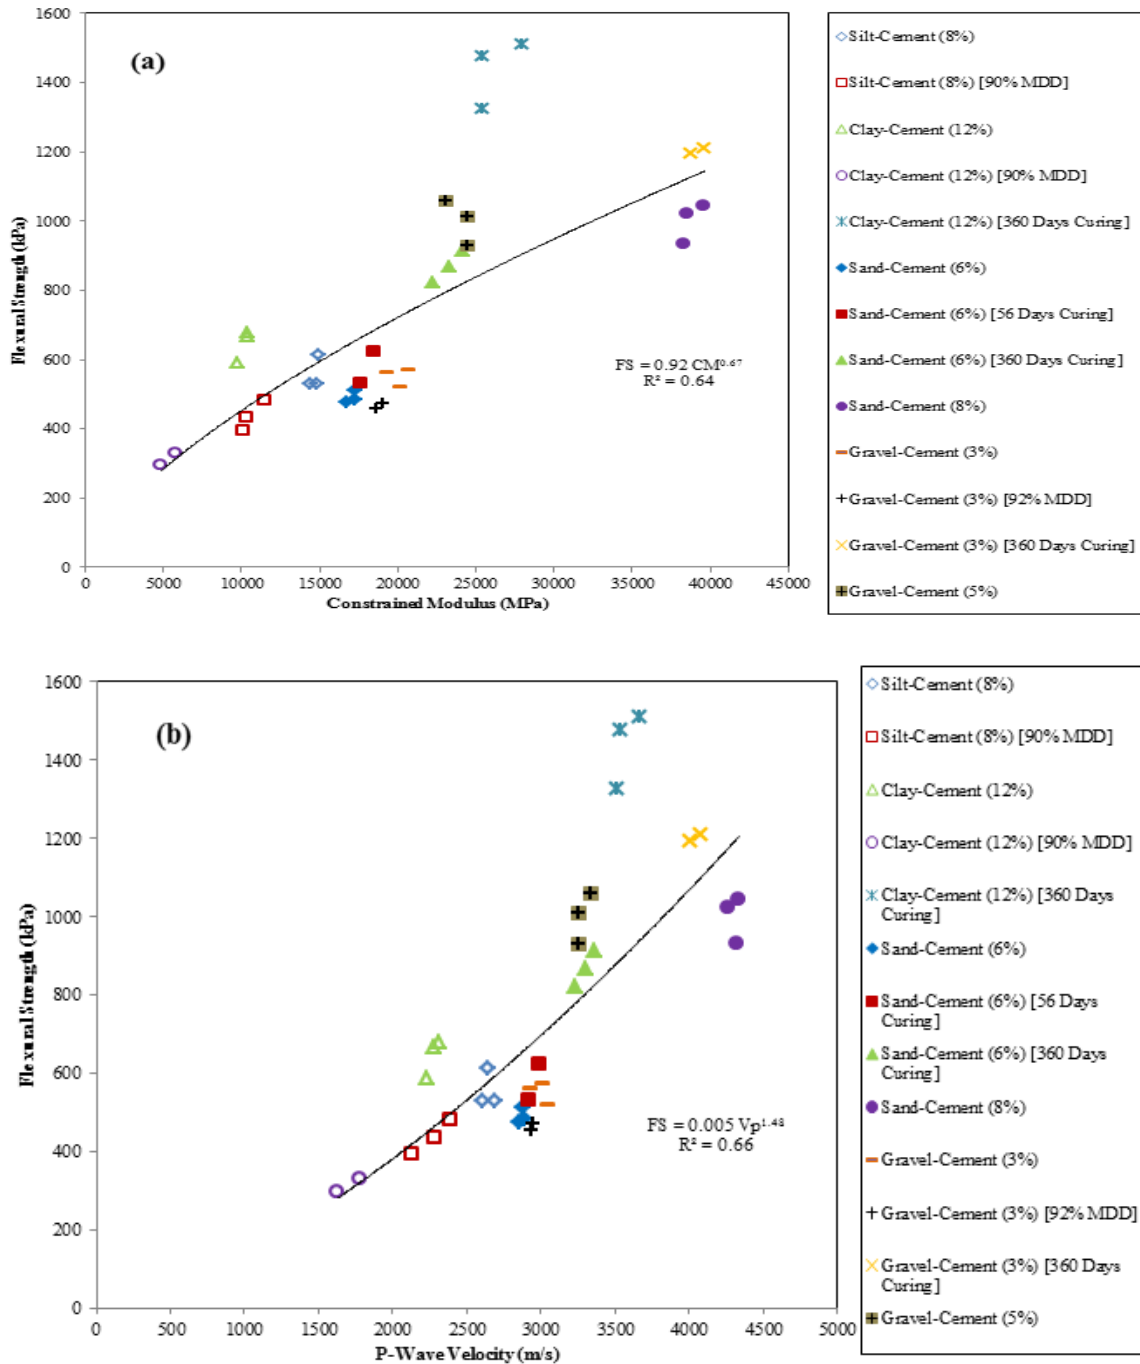 (a)
Flexural Strength (kPa)
1600
1400
1200
1000
800
600
400
200
0
0 5000 10000 15000 20000 25000 30000 35000 40000 45000
Constrained Modulus (MPa)
FS = 0.92 CM^0.67
R² = 0.64
Silt-Cement (8%)
Silt-Cement (8%) [90% MDD]
Clay-Cement (12%)
Clay-Cement (12%) [90% MDD]
Clay-Cement (12%) [360 Days Curing]
Sand-Cement (6%)
Sand-Cement (6%) [56 Days Curing]
Sand-Cement (6%) [360 Days Curing]
Sand-Cement (8%)
Gravel-Cement (3%)
Gravel-Cement (3%) [92% MDD]
Gravel-Cement (3%) [360 Days Curing]
Gravel-Cement (5%)
(b)
Flexural Strength (kPa)
1600
1400
1200
1000
800
600
400
200
0
0 500 1000 1500 2000 2500 3000 3500 4000 4500 5000
P-Wave Velocity (m/s)
FS = 0.005 Vp^1.48
R² = 0.66
Silt-Cement (8%)
Silt-Cement (8%) [90% MDD]
Clay-Cement (12%)
Clay-Cement (12%) [90% MDD]
Clay-Cement (12%) [360 Days
Curing]
Sand-Cement (6%)
Sand-Cement (6%) [56 Days
Curing]
Sand-Cement (6%) [360 Days
Curing]
Sand-Cement (8%)
Gravel-Cement (3%)
Gravel-Cement (3%) [92% MDD]
Gravel-Cement (3%) [360 Days
Curing]
Gravel-Cement (5%)